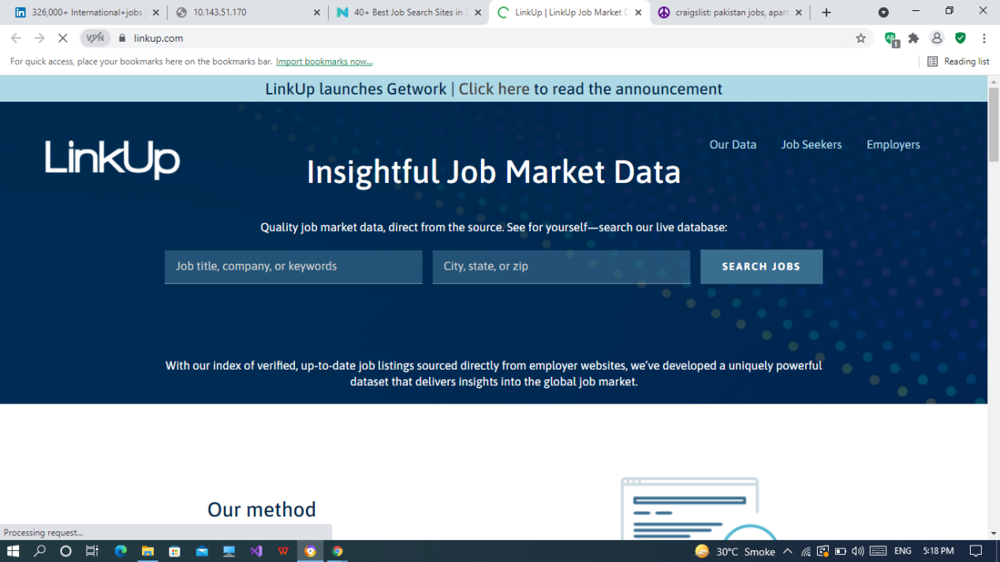 326,000+ International+jobs
10.143.51.170
40+ Best Job Search Sites in
LinkUp | LinkUp Job Market
craigslist: pakistan jobs, apart
VPN
linkup.com
1
For quick access, place your bookmarks here on the bookmarks bar. Import bookmarks now...
Reading list
LinkUp launches Getwork | Click here to read the announcement
LinkUp
Our Data
Job Seekers
Employers
Insightful Job Market Data
Quality job market data, direct from the source. See for yourself—search our live database:
Job title, company, or keywords
City, state, or zip
SEARCH JOBS
With our index of verified, up-to-date job listings sourced directly from employer websites, we've developed a uniquely powerful
dataset that delivers insights into the global job market.
Our method
Processing request...
30°C Smoke
ENG
5:18 PM